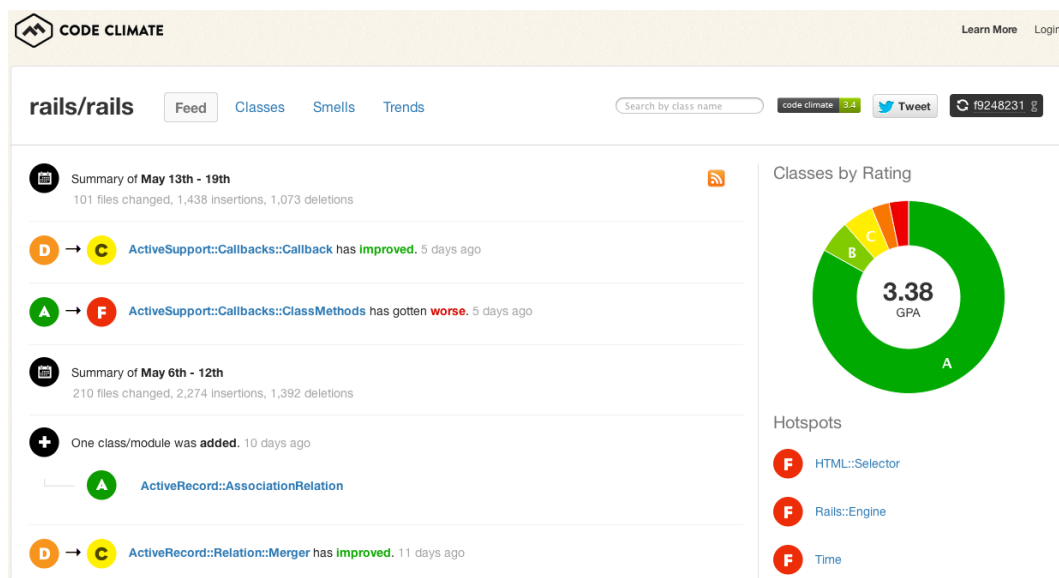 CODE CLIMATE
Learn More Login
rails/rails Feed Classes Smells Trends
Search by class name
code climate 3.4
Tweet
f9248231
Summary of May 13th - 19th
101 files changed, 1,438 insertions, 1,073 deletions
D → C ActiveSupport::Callbacks::Callback has improved. 5 days ago
A → F ActiveSupport::Callbacks::ClassMethods has gotten worse. 5 days ago
Summary of May 6th - 12th
210 files changed, 2,274 insertions, 1,392 deletions
One class/module was added. 10 days ago
A ActiveRecord::AssociationRelation
D → C ActiveRecord::Relation::Merger has improved. 11 days ago
Classes by Rating
C
B
3.38
GPA
A
Hotspots
F HTML::Selector
F Rails::Engine
F Time